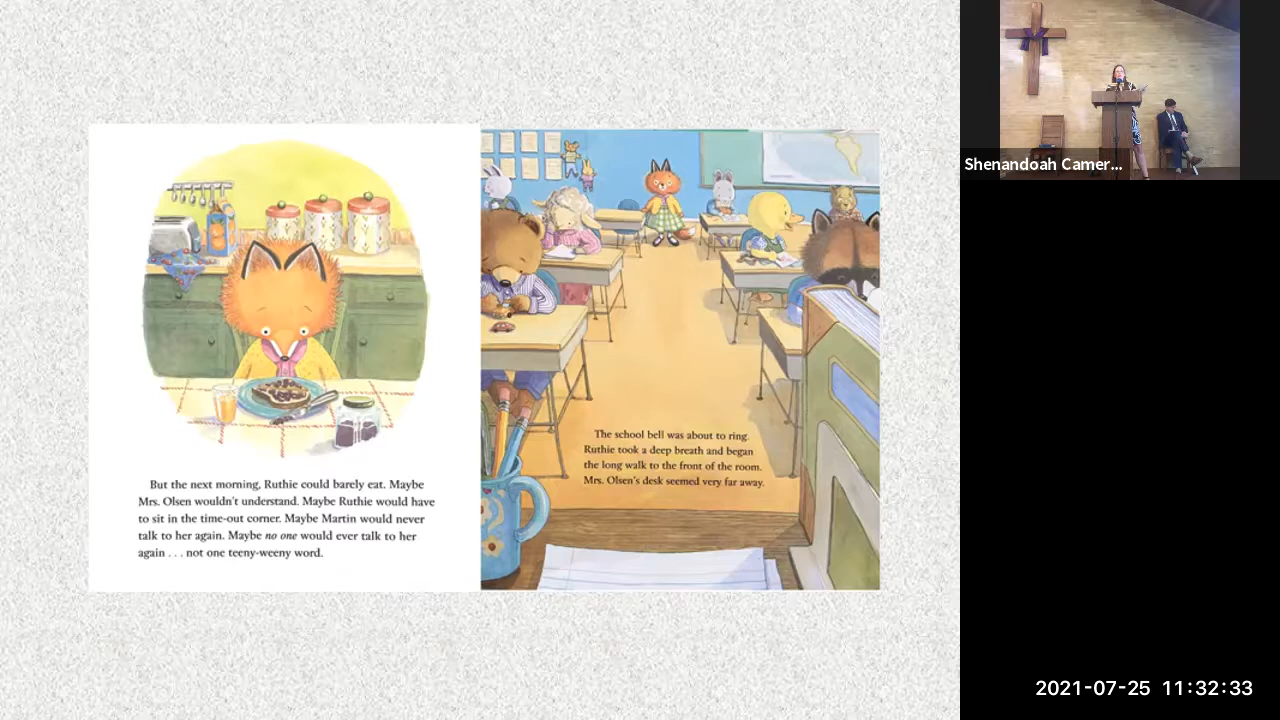 But the next morning, Ruthie could barely eat. Maybe
Mrs. Olsen wouldn't understand. Maybe Ruthie would have
to sit in the time-out corner. Maybe Martin would never
talk to her again. Maybe no one would ever talk to her
again . . . not one teeny-weeny word.
The school bell was about to ring.
Ruthie took a deep breath and began
the long walk to the front of the room.
Mrs. Olsen's desk seemed very far away.
Shenandoah Camer...
2021-07-25 11:32:33